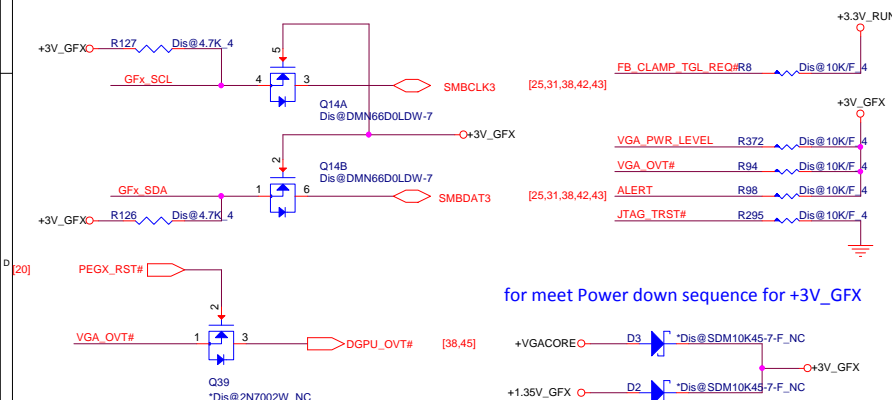 +3.3V_RUN
+3V_GFX R127 Dis@4.7K_4
5
GFx_SCL 4 3 SMBCLK3 [25,31,38,42,43] FB_CLAMP_TGL_REQ# R8 Dis@10K/F_4
Q14A
Dis@DMN66D0LDW-7
+3V_GFX
+3V_GFX
VGA_PWR_LEVEL R372 Dis@10K/F_4
2
Q14B
Dis@DMN66D0LDW-7
VGA_OVT# R94 Dis@10K/F_4
GFx_SDA 1 6 SMBDAT3 [25,31,38,42,43] ALERT R98 Dis@10K/F_4
+3V_GFX R126 Dis@4.7K_4
JTAG_TRST# R295 Dis@10K/F_4
D
[20] PEGX_RST#
for meet Power down sequence for +3V_GFX
2
VGA_OVT# 1 3 DGPU_OVT# [38,45]
+VGACORE D3 *Dis@SDM10K45-7-F_NC
+3V_GFX
Q39
*Dis@2N7002W_NC
+1.35V_GFX D2 *Dis@SDM10K45-7-F_NC